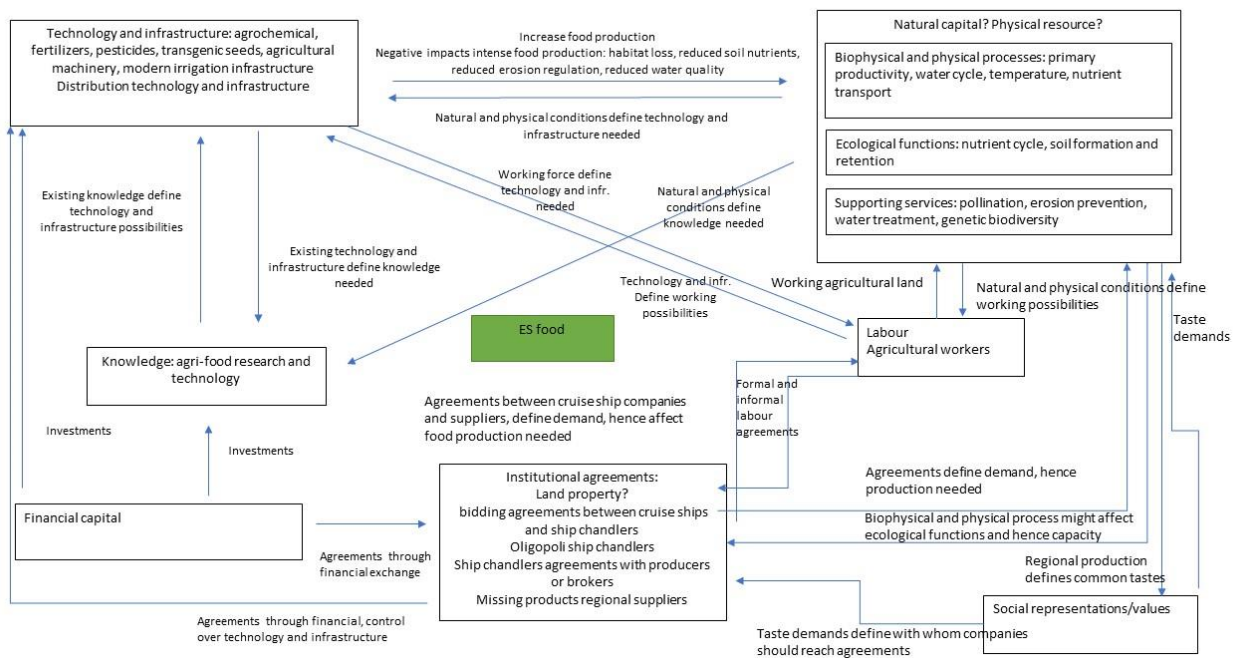 Technology and infrastructure: agrochemical,
fertilizers, pesticides, transgenic seeds, agricultural
machinery, modern irrigation infrastructure
Distribution technology and infrastructure
Increase food production
Negative impacts intense food production: habitat loss, reduced soil nutrients,
reduced erosion regulation, reduced water quality
Natural and physical conditions define technology and
infrastructure needed
Natural capital? Physical resource?
Biophysical and physical processes: primary
productivity, water cycle, temperature, nutrient
transport
Ecological functions: nutrient cycle, soil formation and
retention
Supporting services: pollination, erosion prevention,
water treatment, genetic biodiversity
Existing knowledge define
technology and
infrastructure possibilities
Working force define
technology and infr.
needed
Natural and physical
conditions define
knowledge needed
Existing technology and
infrastructure define knowledge
needed
Technology and infr.
Define working
possibilities
Working agricultural land
Natural and physical conditions define
working possibilities
Taste
demands
ES food
Labour
Agricultural workers
Knowledge: agri-food research and
technology
Formal and
informal
labour
agreements
Agreements between cruise ship companies
and suppliers, define demand, hence affect
food production needed
Investments
Investments
Institutional agreements:
Land property?
bidding agreements between cruise ships
and ship chandlers
Oligopoli ship chandlers
Ship chandlers agreements with producers
or brokers
Missing products regional suppliers
Agreements define demand, hence
production needed
Biophysical and physical process might affect
ecological functions and hence capacity
Financial capital
Agreements through
financial exchange
Regional production
defines common tastes
Social representations/values
Agreements through financial, control
over technology and infrastructure
Taste demands define with whom companies
should reach agreements